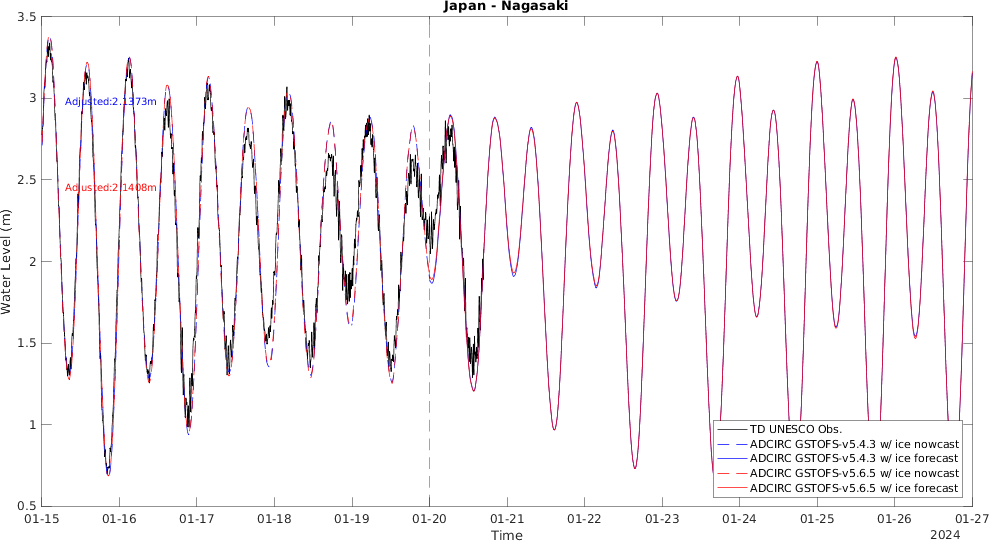 Japan - Nagasaki
3.5
3
2.5
2
1.5
1
0.5
Water Level (m)
Adjusted:2.1373m
Adjusted:2.1408m
TD UNESCO Obs.
ADCIRC GSTOFS-v5.4.3 w/ ice nowcast
ADCIRC GSTOFS-v5.4.3 w/ ice forecast
ADCIRC GSTOFS-v5.6.5 w/ ice nowcast
ADCIRC GSTOFS-v5.6.5 w/ ice forecast
01-15 01-16 01-17 01-18 01-19 01-20 01-21 01-22 01-23 01-24 01-25 01-26 01-27
Time
2024